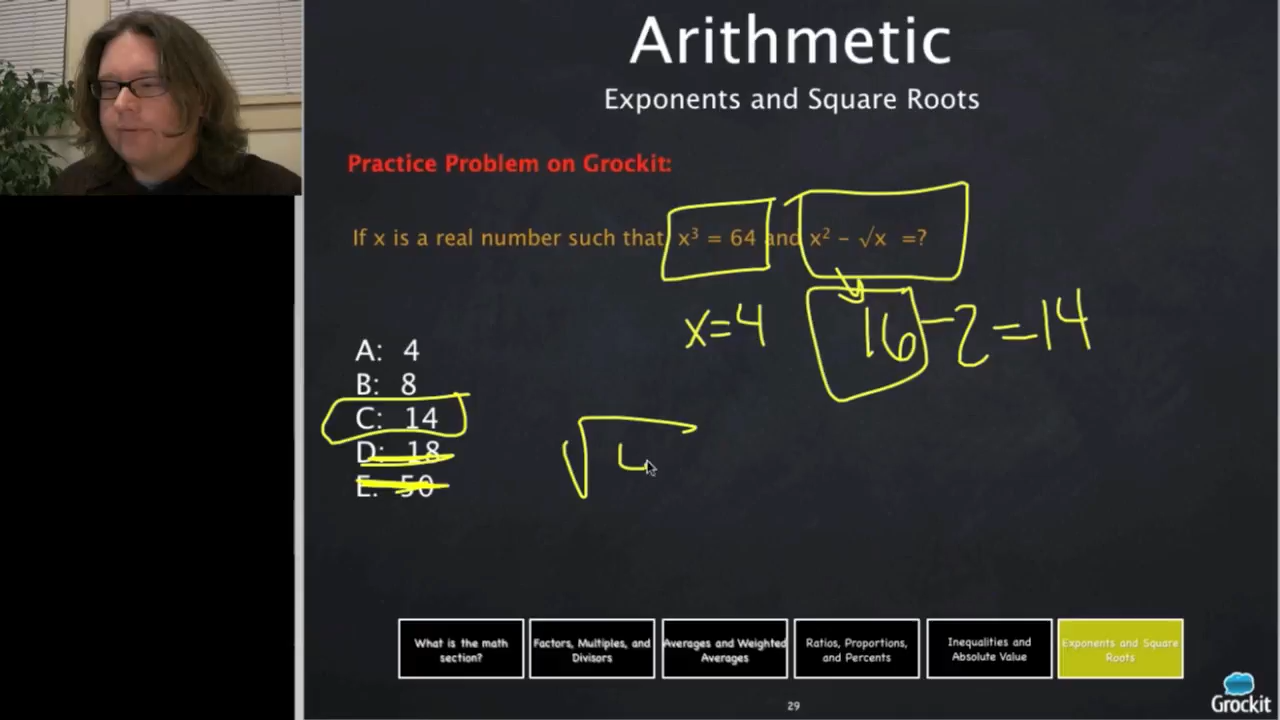 Arithmetic
Exponents and Square Roots
Practice Problem on Grockit:
If x is a real number such that x³ = 64 and x² - √x =?
x=4
16-2=14
A: 4
B: 8
C: 14
D: 18
E: 50
What is the math section?
Factors, Multiples, and Divisors
Averages and Weighted Averages
Ratios, Proportions, and Percents
Inequalities and Absolute Value
Exponents and Square Roots
29
Grockit